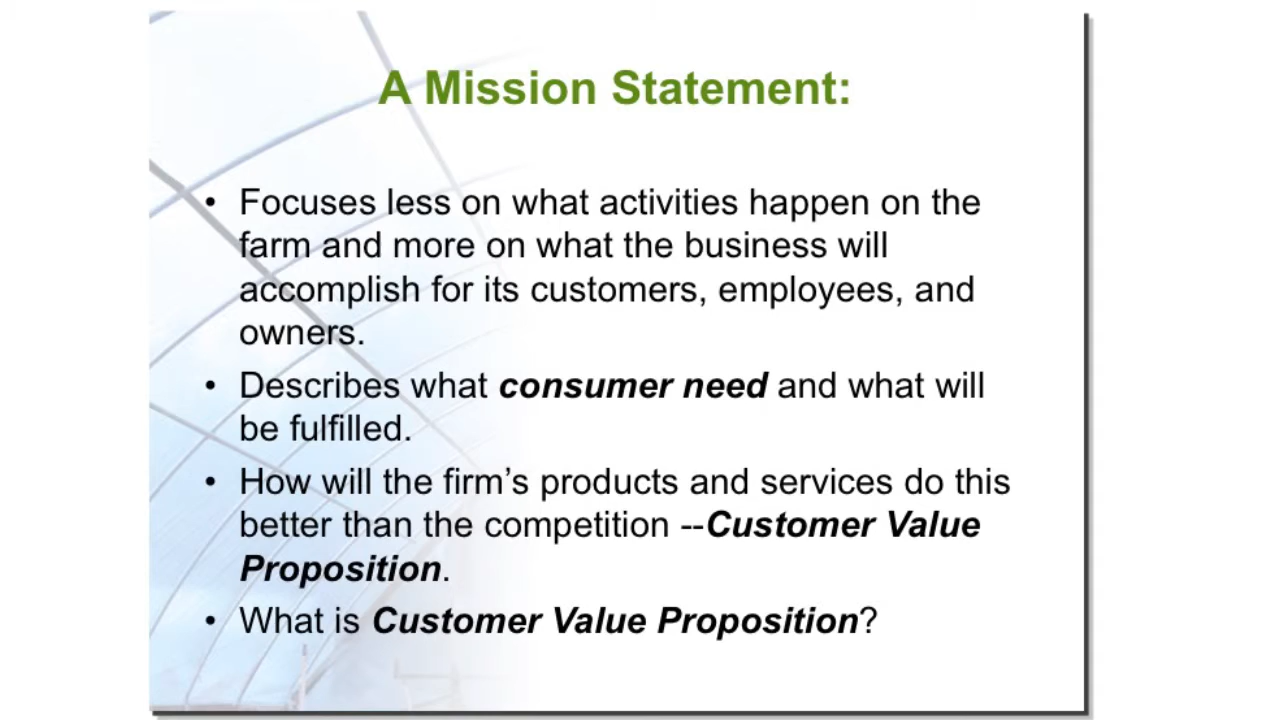 A Mission Statement:
• Focuses less on what activities happen on the
farm and more on what the business will
accomplish for its customers, employees, and
owners.
• Describes what consumer need and what will
be fulfilled.
• How will the firm’s products and services do this
better than the competition --Customer Value
Proposition.
• What is Customer Value Proposition?